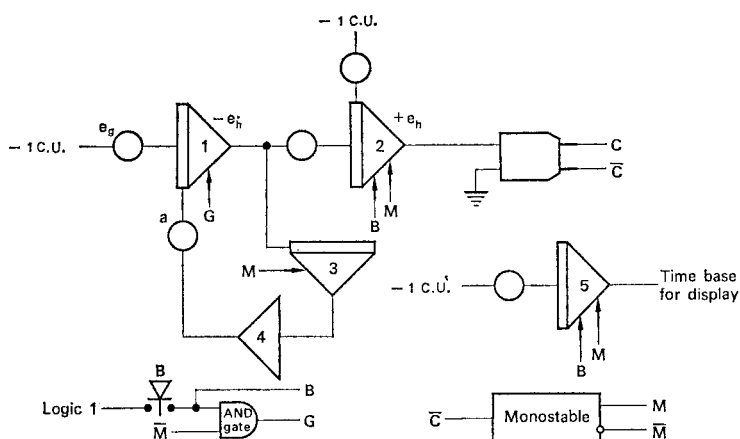 − 1 C.U.
− 1 C.U.
e_g
1
− e_ḣ
G
2
+ e_h
B
M
C
C̅
a
M
3
4
− 1 C.U.
5
B
M
Time base
for display
B
Logic 1
B
M̅
AND
gate
G
C̅
Monostable
M
M̅